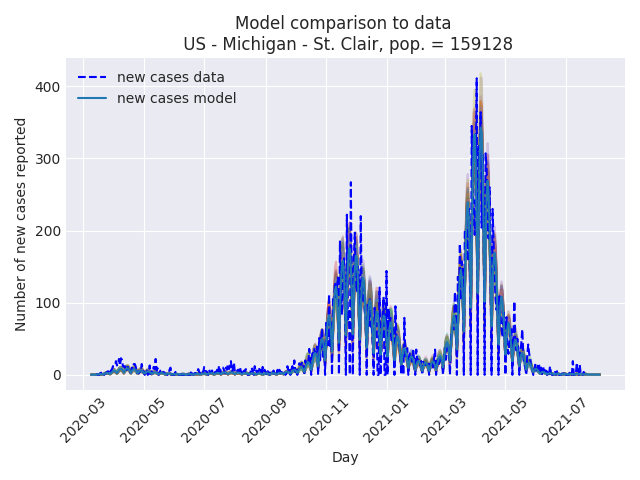 Model comparison to data
US - Michigan - St. Clair, pop. = 159128
new cases data
new cases model
Number of new cases reported
400
300
200
100
0
2020-03
2020-05
2020-07
2020-09
2020-11
2021-01
2021-03
2021-05
2021-07
Day